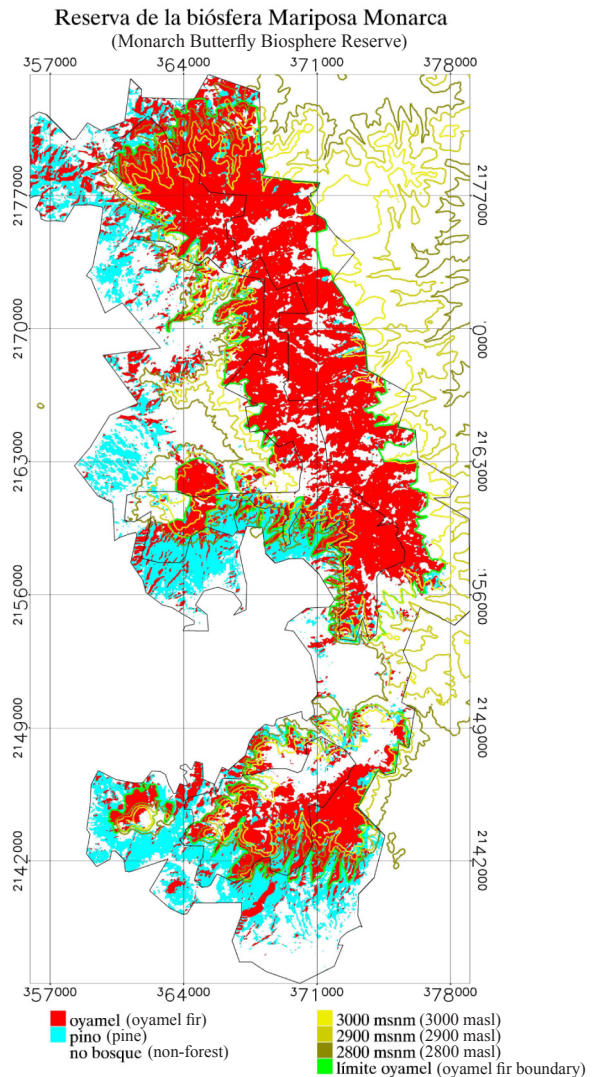 Reserva de la biósfera Mariposa Monarca
(Monarch Butterfly Biosphere Reserve)
357000 364000 371000 378000
2177000 2177000
2170000
2163000 2163000
2156000
2149000 2149000
2142000 2142000
357000 364000 371000 378000
oyamel (oyamel fir)
pino (pine)
no bosque (non-forest)
3000 msnm (3000 masl)
2900 msnm (2900 masl)
2800 msnm (2800 masl)
límite oyamel (oyamel fir boundary)